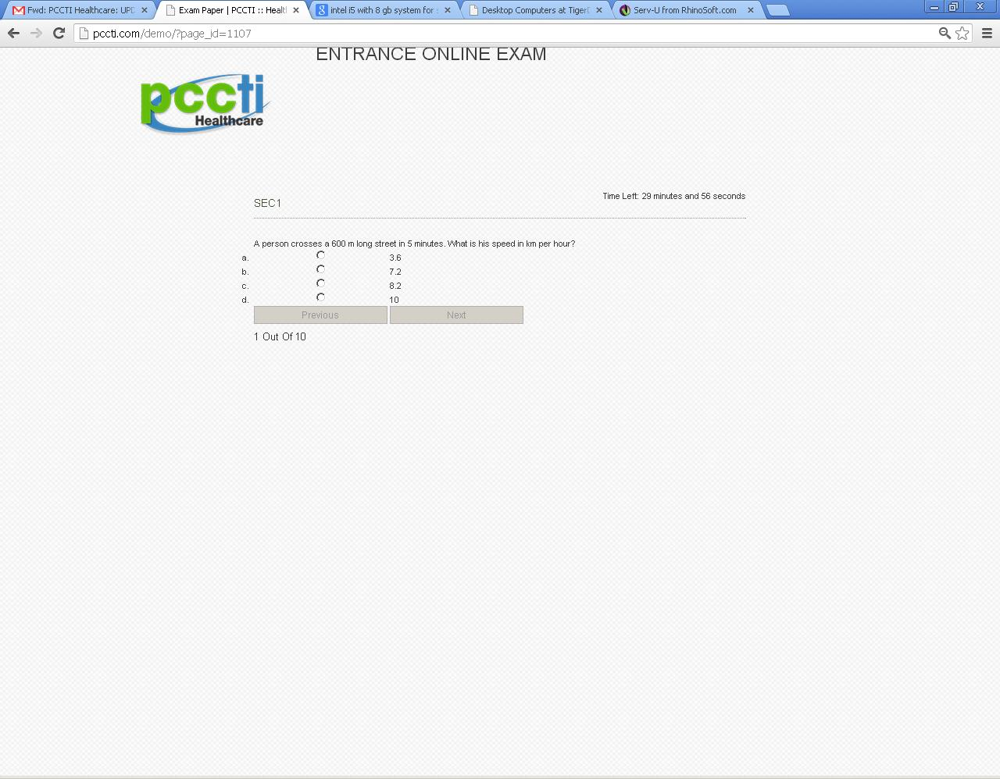 Fwd: PCCTI Healthcare: UPD
Exam Paper | PCCTI :: Healt
intel i5 with 8 gb system for s
Desktop Computers at Tiger
Serv-U from RhinoSoft.com
pccti.com/demo/?page_id=1107
ENTRANCE ONLINE EXAM
pccti
Healthcare
Time Left: 29 minutes and 56 seconds
SEC1
A person crosses a 600 m long street in 5 minutes. What is his speed in km per hour?
a. 3.6
b. 7.2
c. 8.2
d. 10
Previous Next
1 Out Of 10